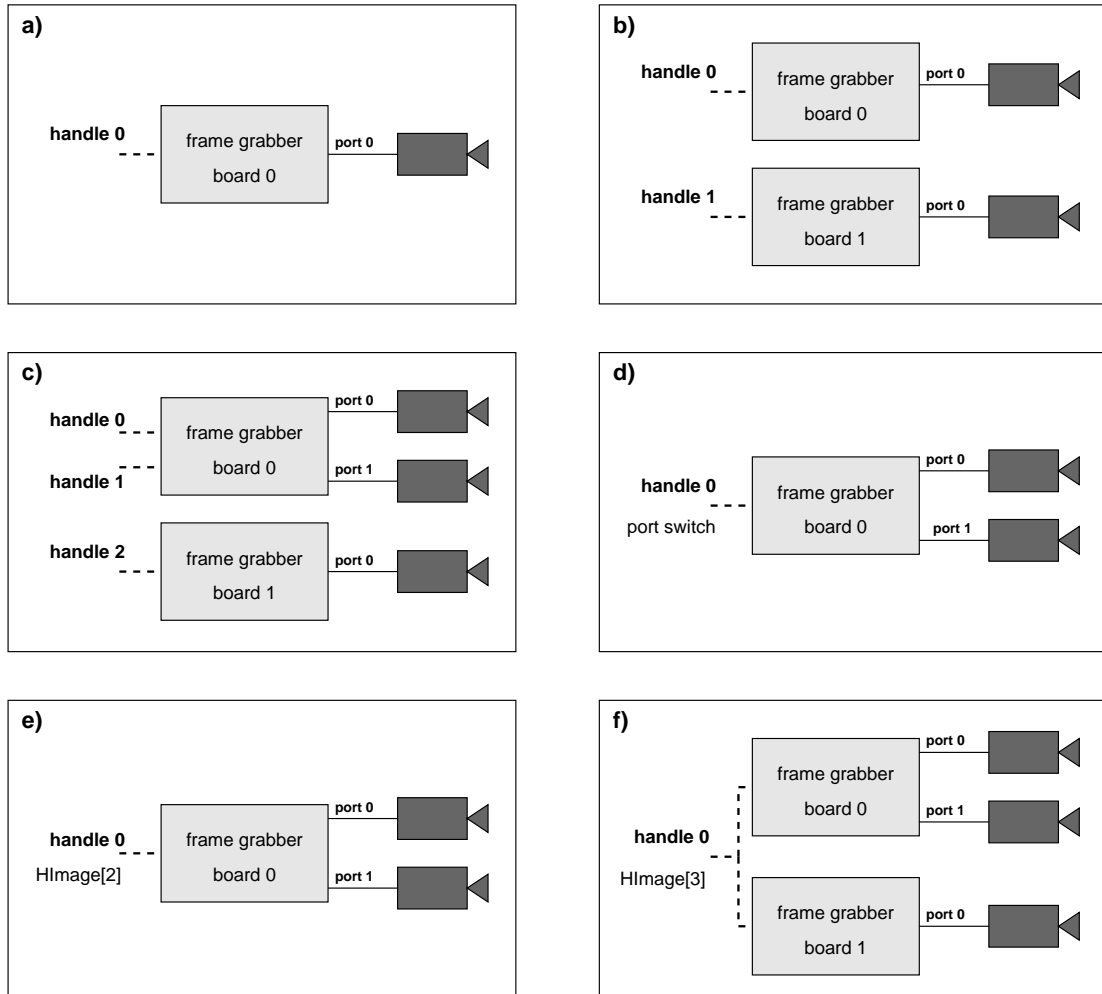 a)
handle 0
frame grabber
board 0
port 0
b)
handle 0
frame grabber
board 0
port 0
handle 1
frame grabber
board 1
port 0
c)
handle 0
handle 1
frame grabber
board 0
port 0
port 1
handle 2
frame grabber
board 1
port 0
d)
handle 0
port switch
frame grabber
board 0
port 0
port 1
e)
handle 0
HImage[2]
frame grabber
board 0
port 0
port 1
f)
handle 0
HImage[3]
frame grabber
board 0
port 0
port 1
frame grabber
board 1
port 0